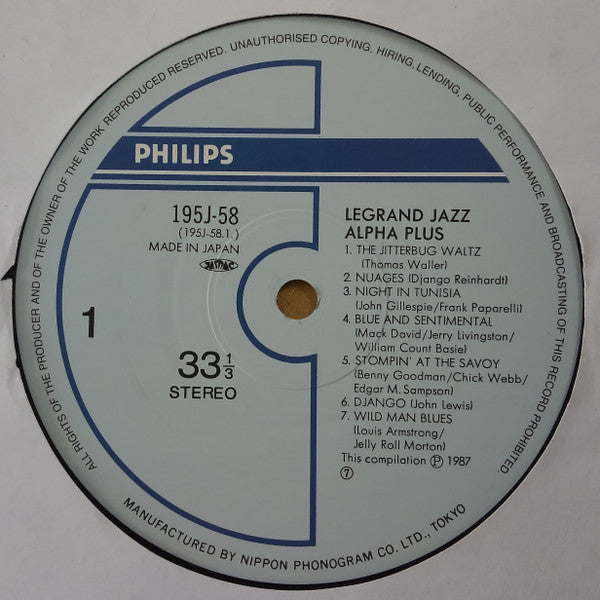 ALL RIGHTS OF THE PRODUCER AND OF THE OWNER OF THE WORK REPRODUCED RESERVED. UNAUTHORISED COPYING, HIRING, LENDING, PUBLIC PERFORMANCE AND BROADCASTING OF THIS RECORD PROHIBITED.
PHILIPS
195J-58
(195J-58.1.)
MADE IN JAPAN
1
33 1/3
STEREO
LEGRAND JAZZ
ALPHA PLUS
1. THE JITTERBUG WALTZ
(Thomas Waller)
2. NUAGES (Django Reinhardt)
3. NIGHT IN TUNISIA
(John Gillespie/Frank Paparelli)
4. BLUE AND SENTIMENTAL
(Mack David/Jerry Livingston/
William Count Basie)
5. STOMPIN' AT THE SAVOY
(Benny Goodman/Chick Webb/
Edgar M. Sampson)
6. DJANGO (John Lewis)
7. WILD MAN BLUES
(Louis Armstrong/
Jelly Roll Morton)
This compilation Ⓟ 1987
⑦
MANUFACTURED BY NIPPON PHONOGRAM CO. LTD., TOKYO